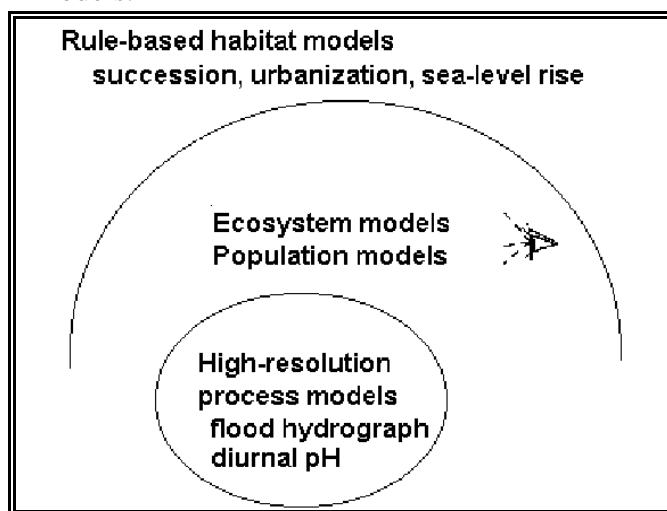 Rule-based habitat models
succession, urbanization, sea-level rise
Ecosystem models
Population models
High-resolution
process models
flood hydrograph
diurnal pH